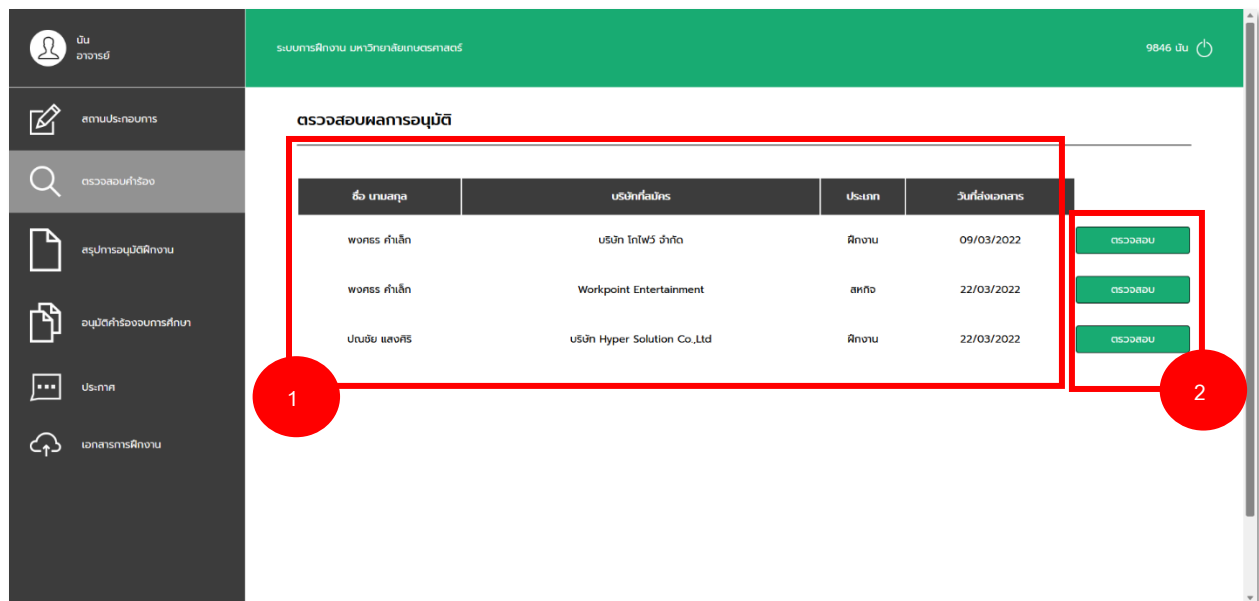 นัน
อาจารย์
ระบบการฝึกงาน มหาวิทยาลัยเกษตรศาสตร์
9846 นัน
สถานประกอบการ
ตรวจสอบคำร้อง
สรุปการอนุมัติฝึกงาน
อนุมัติคำร้องจบการศึกษา
ประกาศ
เอกสารการฝึกงาน
ตรวจสอบผลการอนุมัติ
ชื่อ นามสกุล บริษัทที่สมัคร ประเภท วันที่ส่งเอกสาร
พงศธร คำเล็ก บริษัท โกไฟว์ จำกัด ฝึกงาน 09/03/2022 ตรวจสอบ
พงศธร คำเล็ก Workpoint Entertainment สหกิจ 22/03/2022 ตรวจสอบ
ปณชัย แสงศิริ บริษัท Hyper Solution Co.,Ltd ฝึกงาน 22/03/2022 ตรวจสอบ
1
2